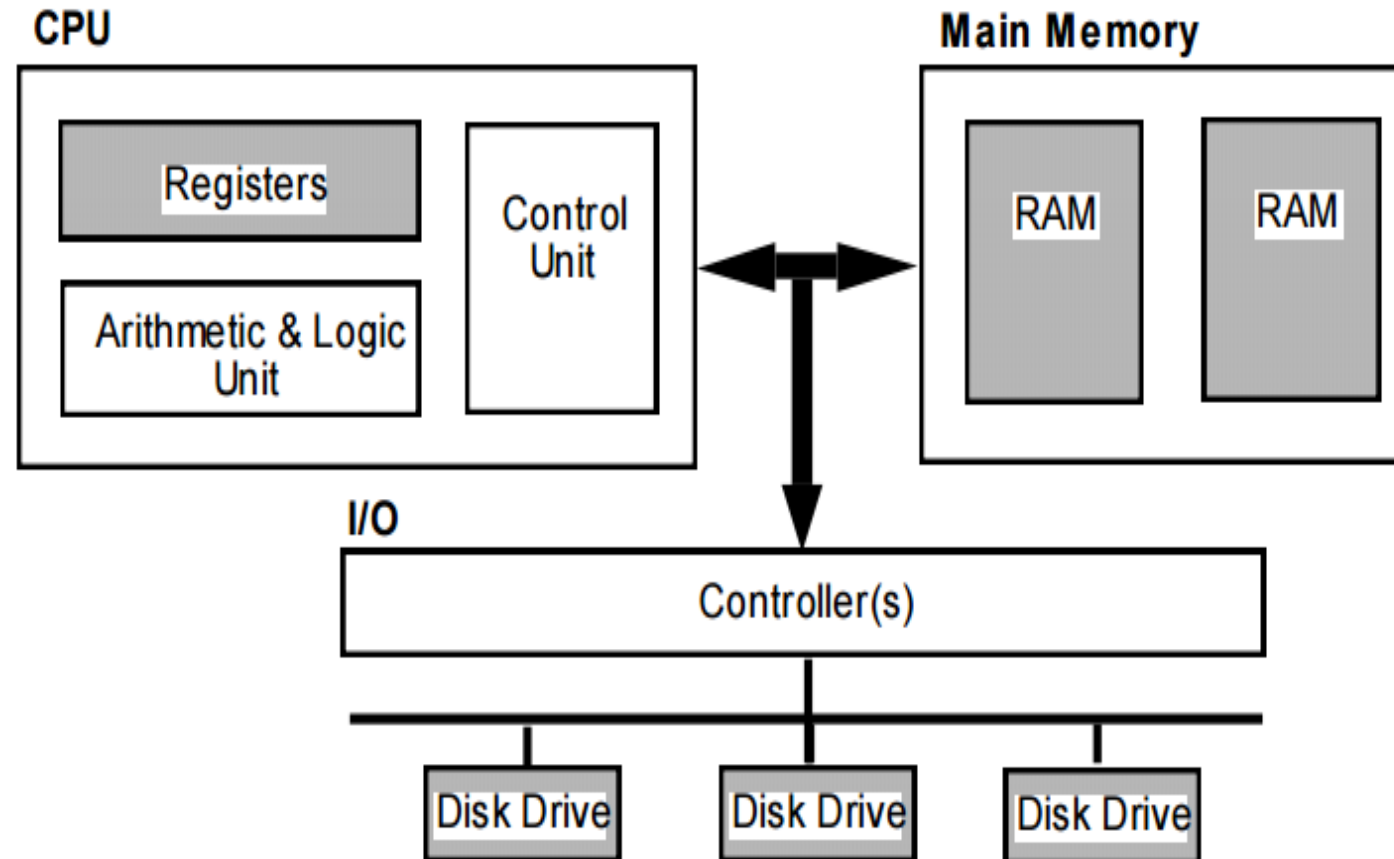 CPU
Main Memory
Registers
Control
Unit
RAM
RAM
Arithmetic & Logic
Unit
I/O
Controller(s)
Disk Drive
Disk Drive
Disk Drive